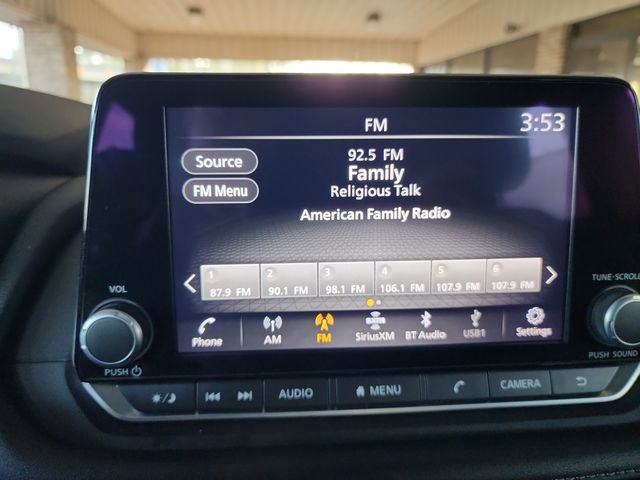 FM 3:53
Source
92.5 FM
FM Menu
Family
Religious Talk
American Family Radio
1 2 3 4 5 6
87.9 FM 90.1 FM 98.1 FM 106.1 FM 107.9 FM 107.9 FM
Phone AM FM SiriusXM BT Audio USB1 Settings
VOL
PUSH
TUNE-SCROLL
PUSH SOUND
AUDIO MENU CAMERA